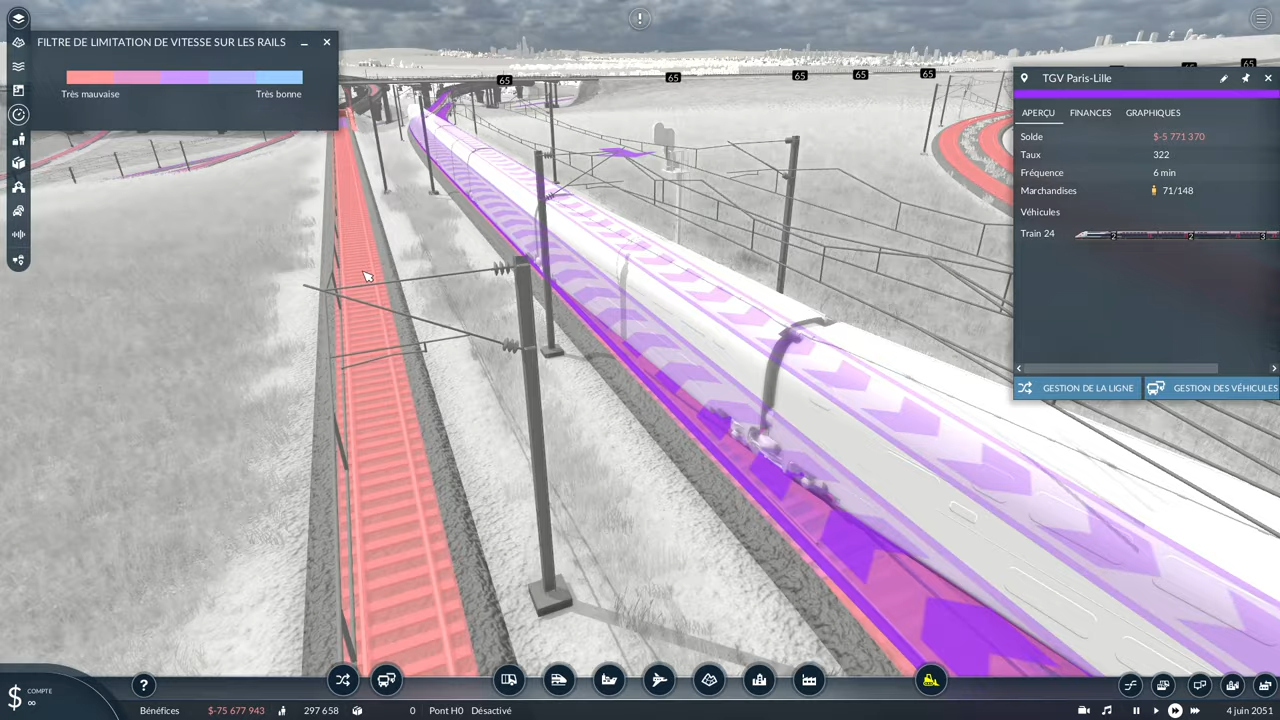 FILTRE DE LIMITATION DE VITESSE SUR LES RAILS
Très mauvaise
Très bonne
65
65
65
65
65
65
TGV Paris-Lille
APERÇU
FINANCES
GRAPHIQUES
Solde
$-5 771 370
Taux
322
Fréquence
6 min
Marchandises
71/148
Véhicules
Train 24
2
2
3
GESTION DE LA LIGNE
GESTION DES VÉHICULES
$
COMPTE
∞
?
Bénéfices
$-75 677 943
297 658
0
Pont H0
Désactivé
4 juin 2051